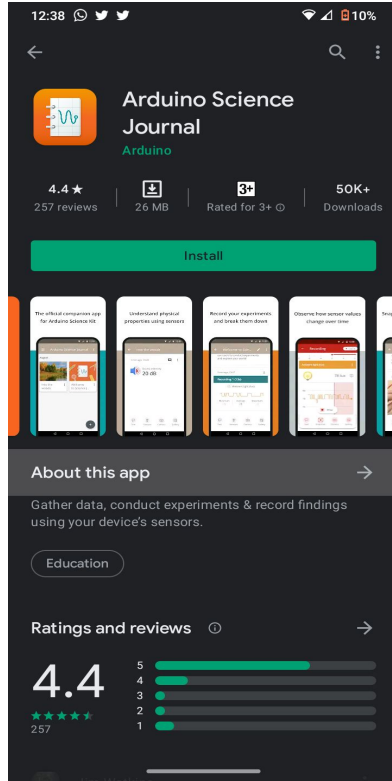 12:38
10%
Arduino Science
Journal
Arduino
4.4★
257 reviews
26 MB
3+
Rated for 3+
50K+
Downloads
Install
The official companion app
for Arduino Science Kit
Understand physical
properties using sensors
20 dB
Record your experiments
and break them down
Observe how sensor values
change over time
Recording
About this app
Gather data, conduct experiments & record findings
using your device's sensors.
Education
Ratings and reviews
4.4
257
5
4
3
2
1